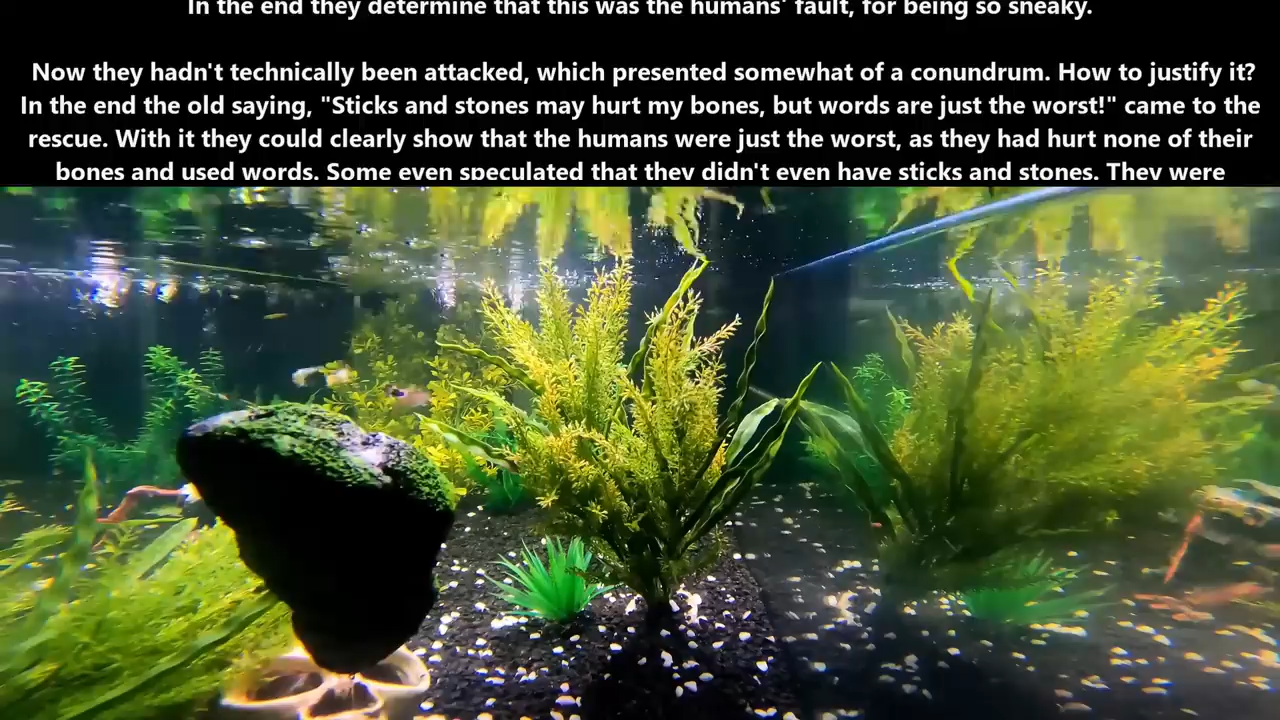 In the end they determine that this was the humans' fault, for being so sneaky.
Now they hadn't technically been attacked, which presented somewhat of a conundrum. How to justify it?
In the end the old saying, "Sticks and stones may hurt my bones, but words are just the worst!" came to the
rescue. With it they could clearly show that the humans were just the worst, as they had hurt none of their
bones and used words. Some even speculated that they didn't even have sticks and stones. They were